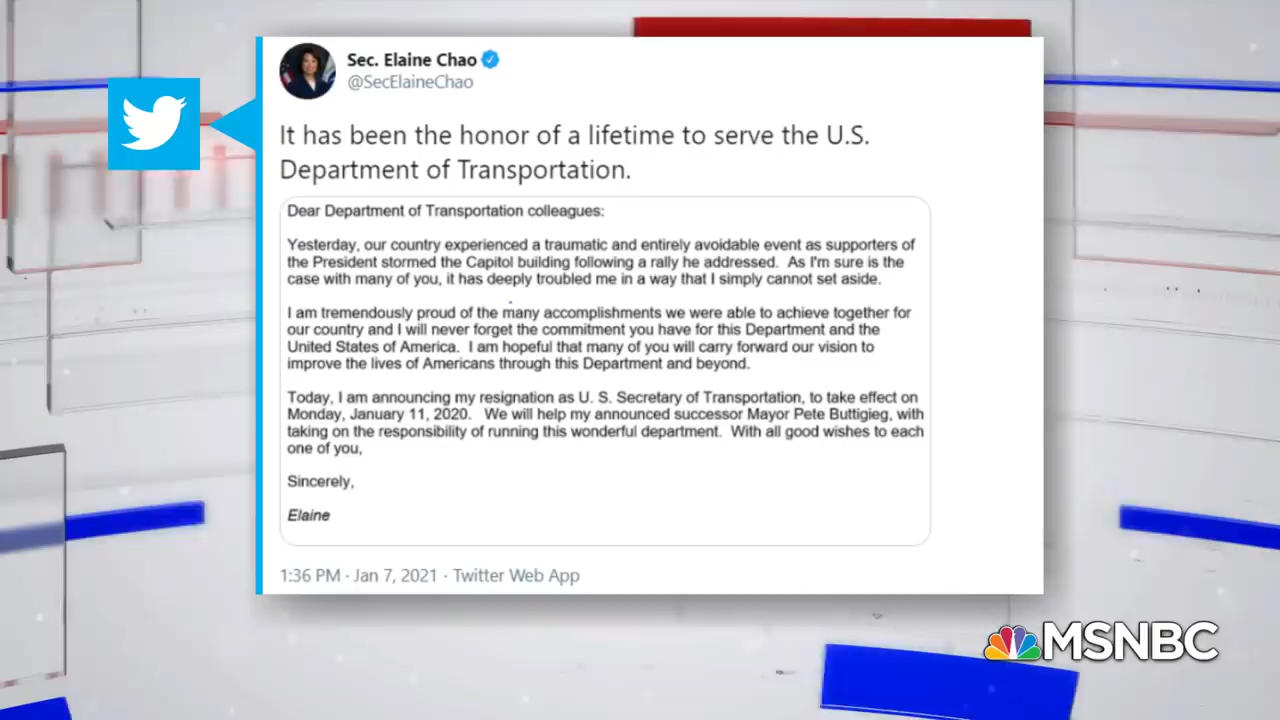 Sec. Elaine Chao
@SecElaineChao
It has been the honor of a lifetime to serve the U.S.
Department of Transportation.
Dear Department of Transportation colleagues:
Yesterday, our country experienced a traumatic and entirely avoidable event as supporters of
the President stormed the Capitol building following a rally he addressed.  As I'm sure is the
case with many of you, it has deeply troubled me in a way that I simply cannot set aside.
I am tremendously proud of the many accomplishments we were able to achieve together for
our country and I will never forget the commitment you have for this Department and the
United States of America.  I am hopeful that many of you will carry forward our vision to
improve the lives of Americans through this Department and beyond.
Today, I am announcing my resignation as U. S. Secretary of Transportation, to take effect on
Monday, January 11, 2020.   We will help my announced successor Mayor Pete Buttigieg, with
taking on the responsibility of running this wonderful department.  With all good wishes to each
one of you,
Sincerely,
Elaine
1:36 PM · Jan 7, 2021 · Twitter Web App
MSNBC